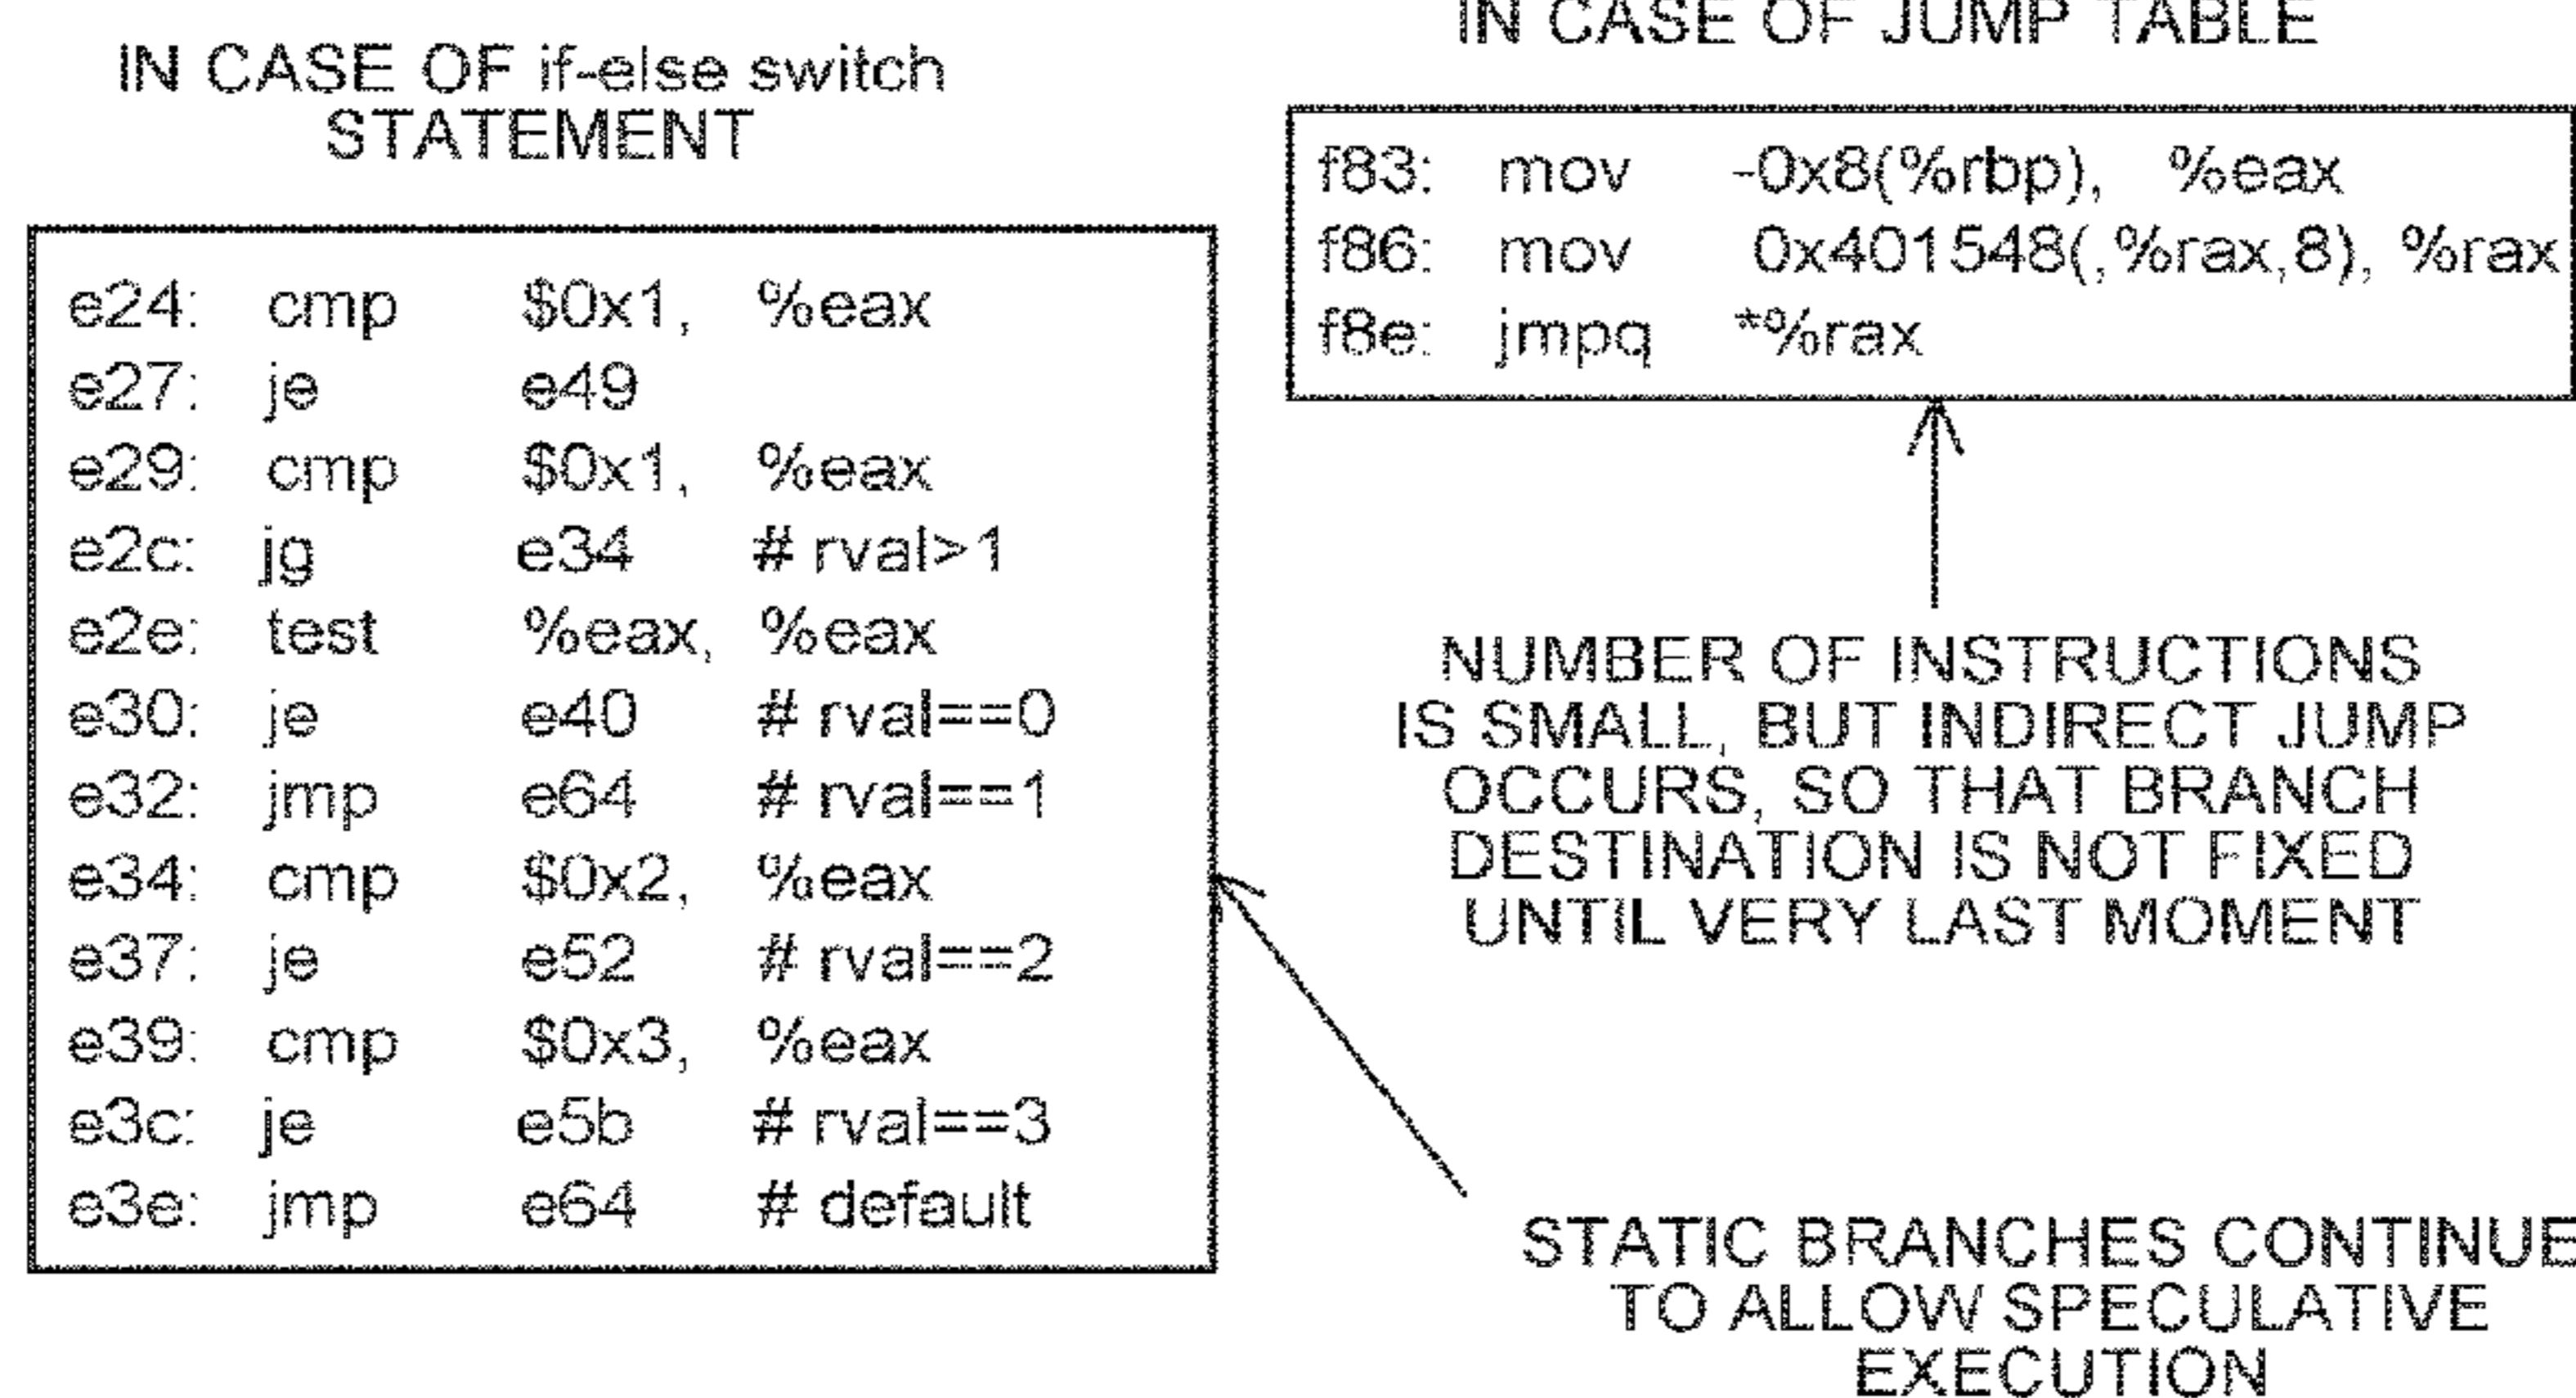 IN CASE OF if-else switch
STATEMENT
e24: cmp $0x1, %eax
e27: je e49
e29: cmp $0x1, %eax
e2c: jg e34 # rval>1
e2e: test %eax, %eax
e30: je e40 # rval==0
e32: jmp e64 # rval==1
e34: cmp $0x2, %eax
e37: je e52 # rval==2
e39: cmp $0x3, %eax
e3c: je e5b # rval==3
e3e: jmp e64 # default
IN CASE OF JUMP TABLE
f83: mov -0x8(%rbp), %eax
f86: mov 0x401548(,%rax,8), %rax
f8e: jmpq *%rax
NUMBER OF INSTRUCTIONS
IS SMALL, BUT INDIRECT JUMP
OCCURS, SO THAT BRANCH
DESTINATION IS NOT FIXED
UNTIL VERY LAST MOMENT
STATIC BRANCHES CONTINUE
TO ALLOW SPECULATIVE
EXECUTION